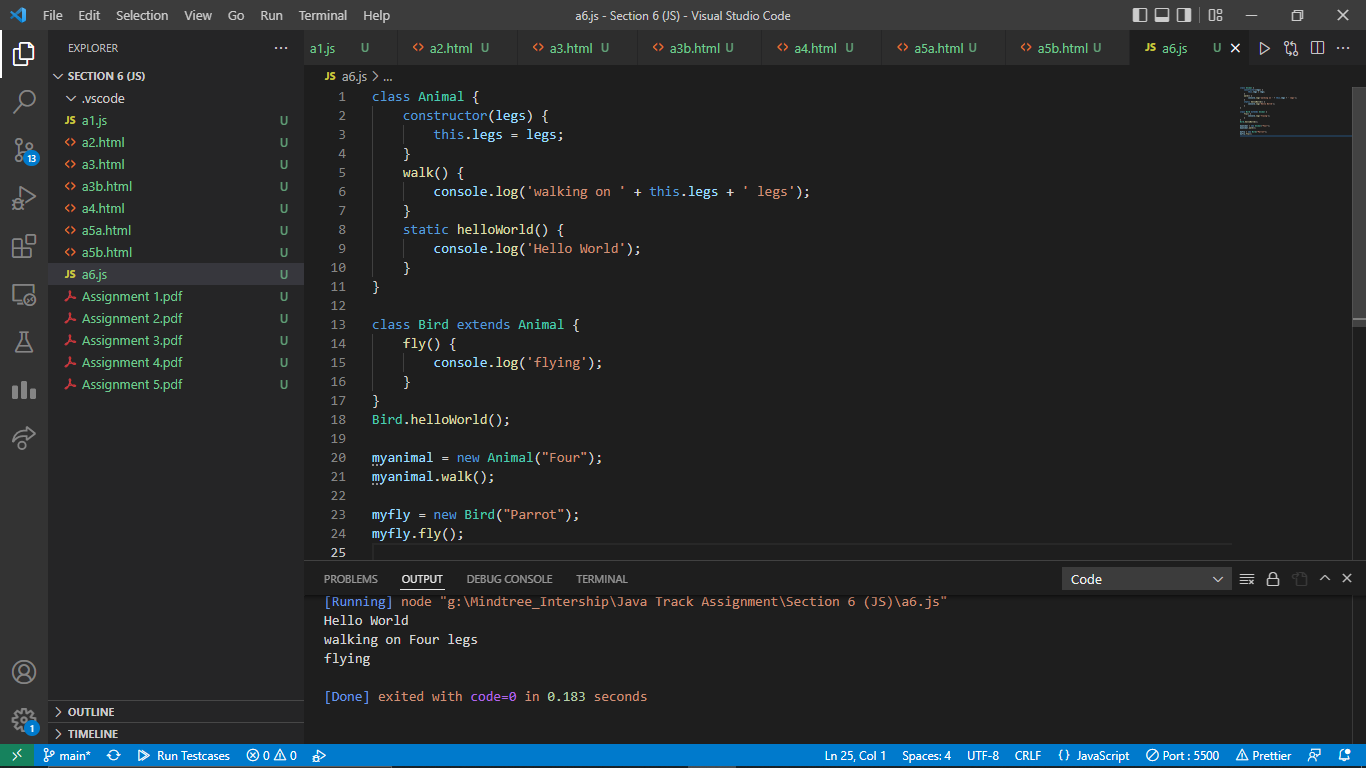 File Edit Selection View Go Run Terminal Help a6.js - Section 6 (JS) - Visual Studio Code
EXPLORER
SECTION 6 (JS)
.vscode
JS a1.js U
<> a2.html U
<> a3.html U
<> a3b.html U
<> a4.html U
<> a5a.html U
<> a5b.html U
JS a6.js U
Assignment 1.pdf U
Assignment 2.pdf U
Assignment 3.pdf U
Assignment 4.pdf U
Assignment 5.pdf U
OUTLINE
TIMELINE
13
1
a1.js U <> a2.html U <> a3.html U <> a3b.html U <> a4.html U <> a5a.html U <> a5b.html U JS a6.js U
JS a6.js > ...
1 class Animal {
2 constructor(legs) {
3 this.legs = legs;
4 }
5 walk() {
6 console.log('walking on ' + this.legs + ' legs');
7 }
8 static helloWorld() {
9 console.log('Hello World');
10 }
11 }
12
13 class Bird extends Animal {
14 fly() {
15 console.log('flying');
16 }
17 }
18 Bird.helloWorld();
19
20 myanimal = new Animal("Four");
21 myanimal.walk();
22
23 myfly = new Bird("Parrot");
24 myfly.fly();
25
PROBLEMS OUTPUT DEBUG CONSOLE TERMINAL Code
[Running] node "g:\Mindtree_Intership\Java Track Assignment\Section 6 (JS)\a6.js"
Hello World
walking on Four legs
flying
[Done] exited with code=0 in 0.183 seconds
main* Run Testcases 0 0 Ln 25, Col 1 Spaces: 4 UTF-8 CRLF {} JavaScript Port : 5500 Prettier